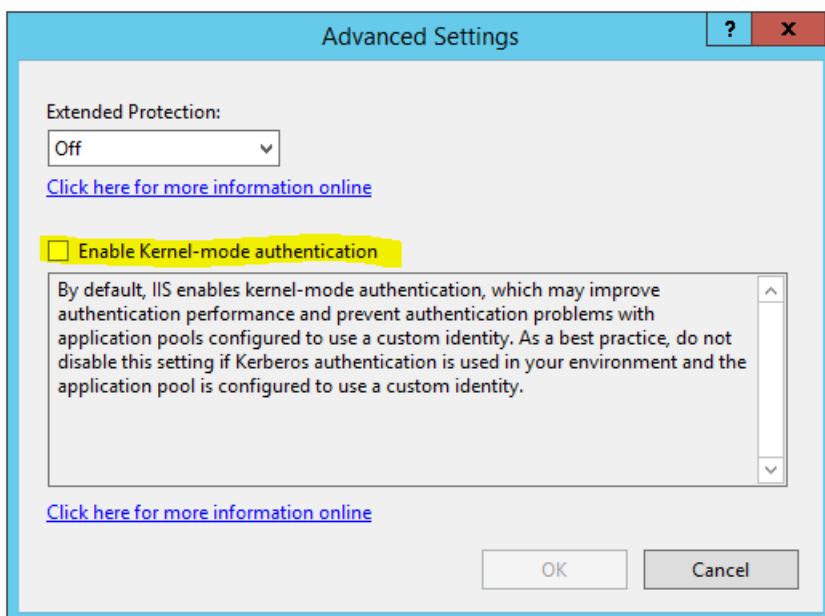 Advanced Settings
?
x
Extended Protection:
Off
Click here for more information online
Enable Kernel-mode authentication
By default, IIS enables kernel-mode authentication, which may improve
authentication performance and prevent authentication problems with
application pools configured to use a custom identity. As a best practice, do not
disable this setting if Kerberos authentication is used in your environment and the
application pool is configured to use a custom identity.
Click here for more information online
OK
Cancel